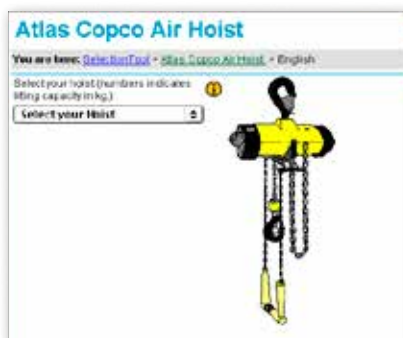 Atlas Copco Air Hoist
You are here: SelectionTool • Atlas Copco Air Hoist • English
Select your hoist (numbers indicates
lifting capacity in kg.)
Select your Hoist